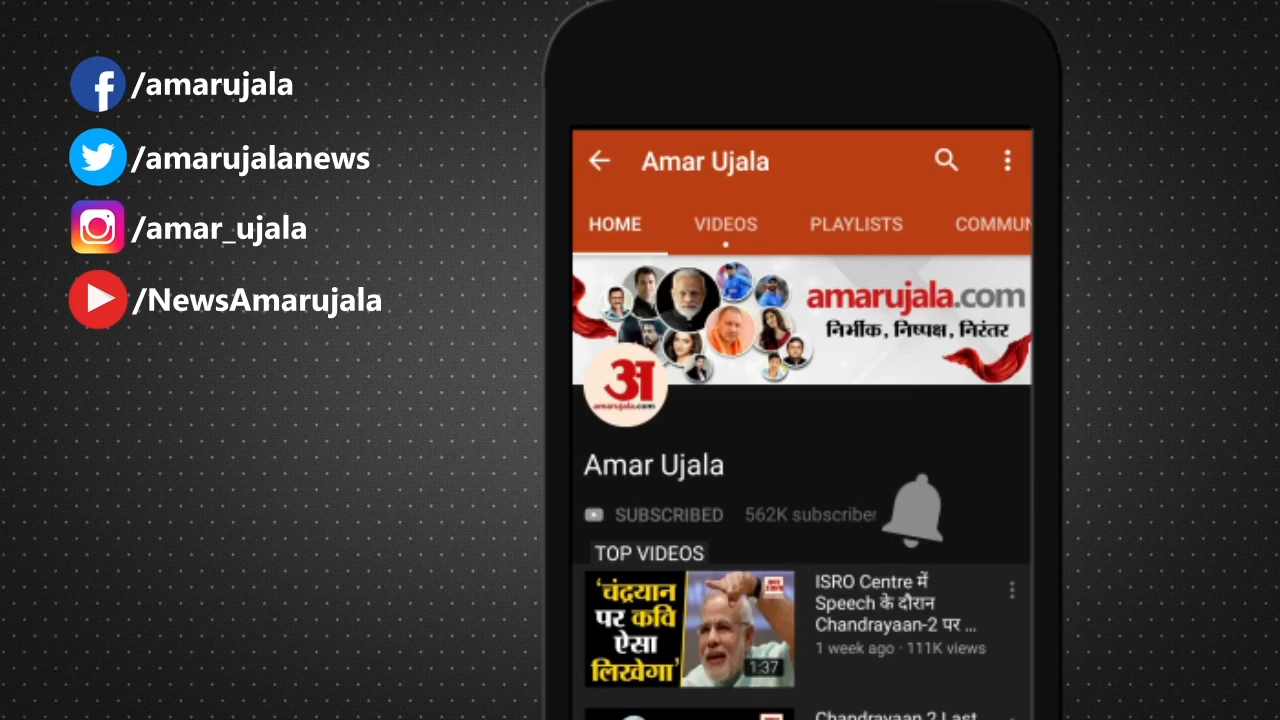 /amarujala
/amarujalanews
/amar_ujala
/NewsAmarujala
Amar Ujala
HOME VIDEOS PLAYLISTS COMMUN
amarujala.com
निर्भीक, निष्पक्ष, निरंतर
अ
amarujala.com
Amar Ujala
SUBSCRIBED 562K subscriber
TOP VIDEOS
'चंद्रयान
पर कवि
ऐसा
लिखेगा'
1:37
ISRO Centre में
Speech के दौरान
Chandrayaan-2 पर ...
1 week ago · 111K views
Chandrayaan 2 Last